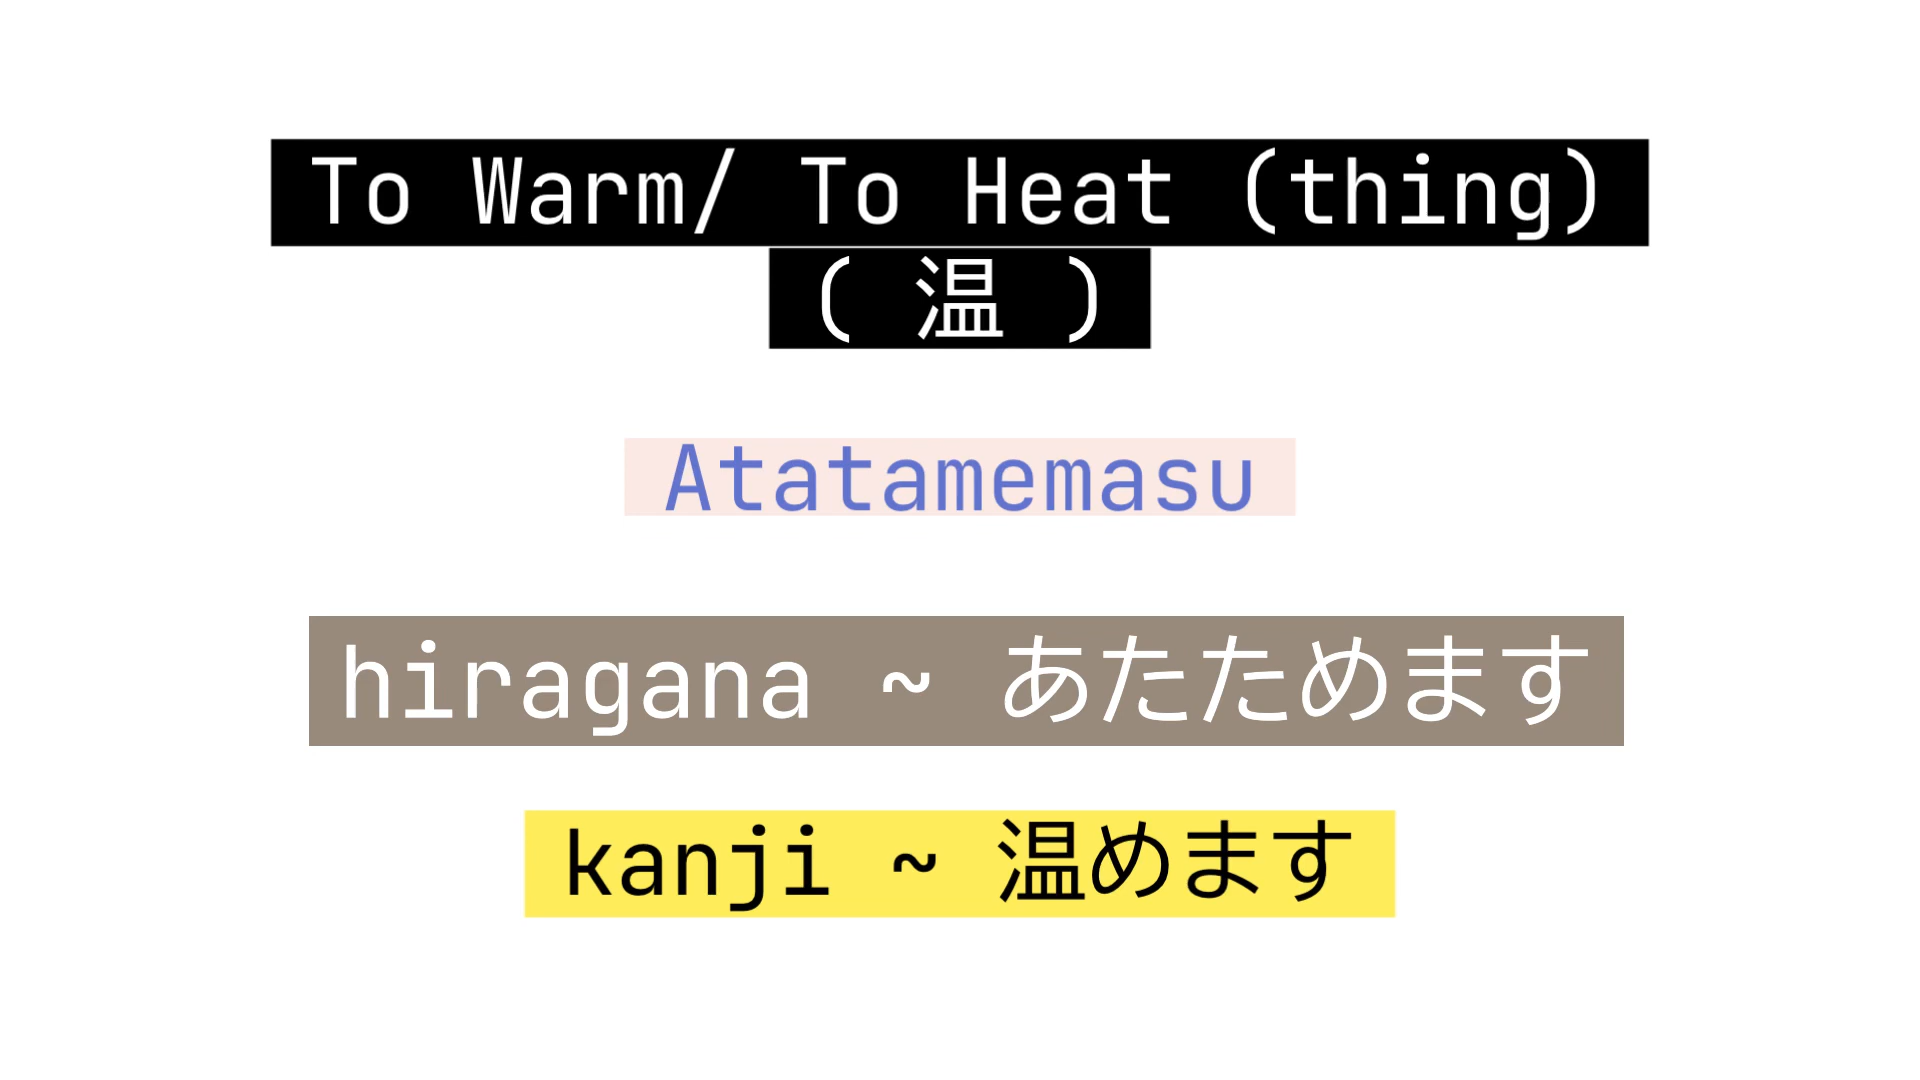 To Warm/ To Heat (thing)
( 温 )
Atatamemasu
hiragana ~ あたためます
kanji ~ 温めます